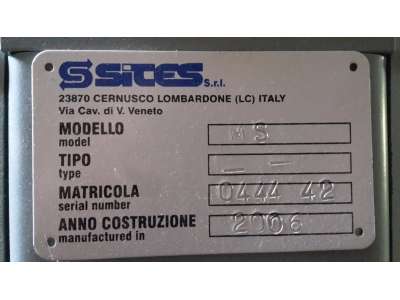 SITES S.r.l.
23870 CERNUSCO LOMBARDONE (LC) ITALY
Via Cav. di V. Veneto
MODELLO MS
model
TIPO _ _
type
MATRICOLA 0444 42
serial number
ANNO COSTRUZIONE 2006
manufactured in